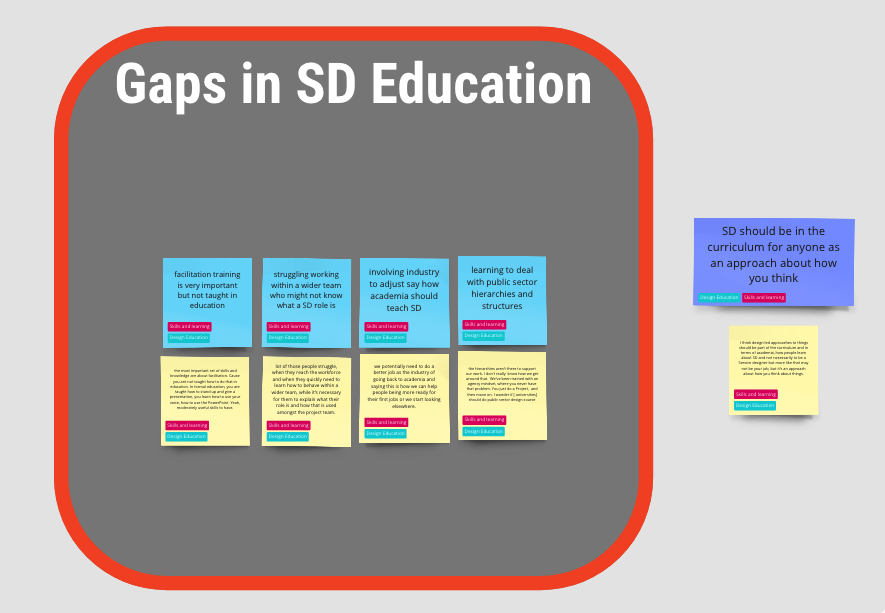 Gaps in SD Education
facilitation training
is very important
but not taught in
education
Skills and learning
Design Education
struggling working
within a wider team
who might not know
what a SD role is
Skills and learning
Design Education
involving industry
to adjust say how
academia should
teach SD
Skills and learning
Design Education
learning to deal
with public sector
hierarchies and
structures
Skills and learning
Design Education
the most important set of skills and
knowledge are about facilitation. Cause
you are not taught how to do that in
education. In formal education, you are
taught how to stand up and give a
presentation, you learn how to use your
voice, how to use the PowerPoint. Yeah,
moderately useful skills to have.
Skills and learning
Design Education
lot of those people struggle,
when they reach the workforce
and when they quickly need to
learn how to behave within a
wider team, while it's necessary
for them to explain what their
role is and how that is used
amongst the project team.
Skills and learning
Design Education
we potentially need to do a
better job as the industry of
going back to academia and
saying this is how we can help
people being more ready for
their first jobs or we start looking
elsewhere.
Skills and learning
Design Education
the hierarchies aren't there to support
our work. I don't really know how we get
around that. We've been learned with an
agency mindset, where you never have
that problem. You just do a Project, and
then move on. I wonder if [ universities]
should do public sector design course
Skills and learning
Design Education
SD should be in the
curriculum for anyone as
an approach about how
you think
Design Education
Skills and learning
I think design led approaches to things
should be part of the curriculum and in
terms of academia, how people learn
about SD and not necessarily to be a
Service designer but more like that may
not be your job, but it's an approach
about how you think about things.
Skills and learning
Design Education